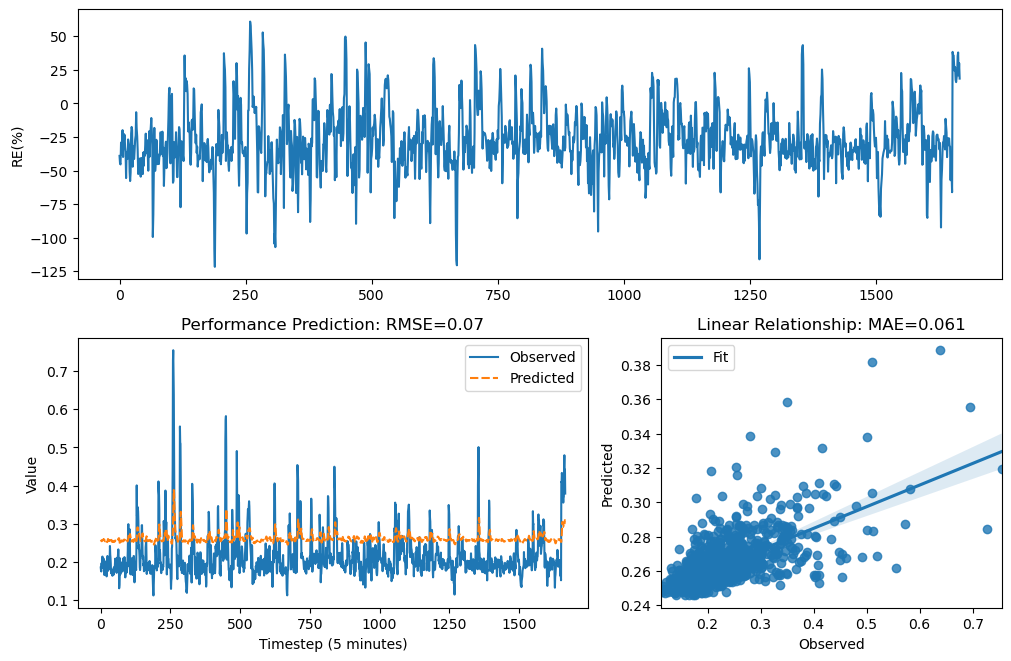 RE(%)
50
25
0
−25
−50
−75
−100
−125
0 250 500 750 1000 1250 1500
Performance Prediction: RMSE=0.07
Value
0.7
0.6
0.5
0.4
0.3
0.2
0.1
Observed
Predicted
0 250 500 750 1000 1250 1500
Timestep (5 minutes)
Linear Relationship: MAE=0.061
Predicted
0.38
0.36
0.34
0.32
0.30
0.28
0.26
0.24
Fit
0.2 0.3 0.4 0.5 0.6 0.7
Observed